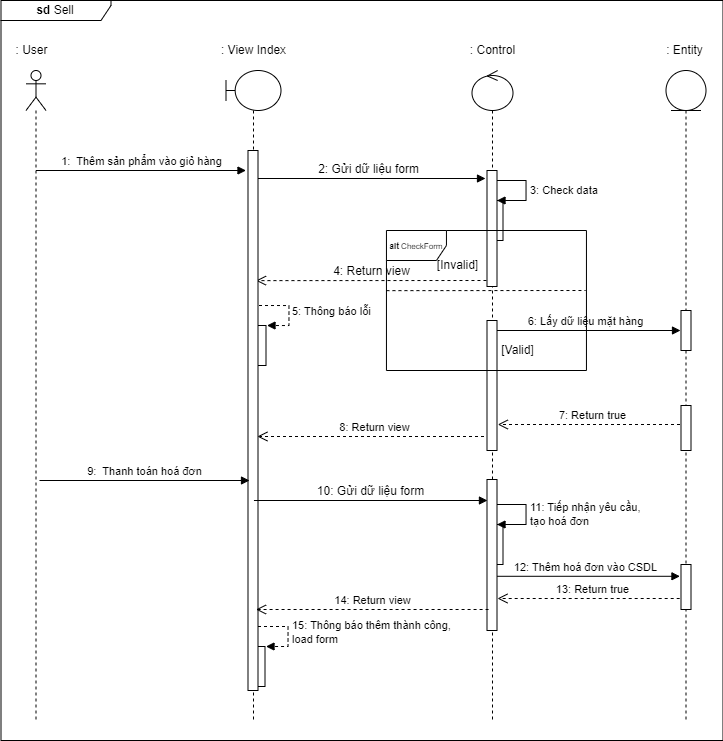 sd Sell
: User
: View Index
: Control
: Entity
1: Thêm sản phẩm vào giỏ hàng
2: Gửi dữ liệu form
3: Check data
alt CheckForm
[Invalid]
4: Return view
5: Thông báo lỗi
6: Lấy dữ liệu mặt hàng
[Valid]
7: Return true
8: Return view
9: Thanh toán hoá đơn
10: Gửi dữ liệu form
11: Tiếp nhận yêu cầu,
tạo hoá đơn
12: Thêm hoá đơn vào CSDL
13: Return true
14: Return view
15: Thông báo thêm thành công,
load form